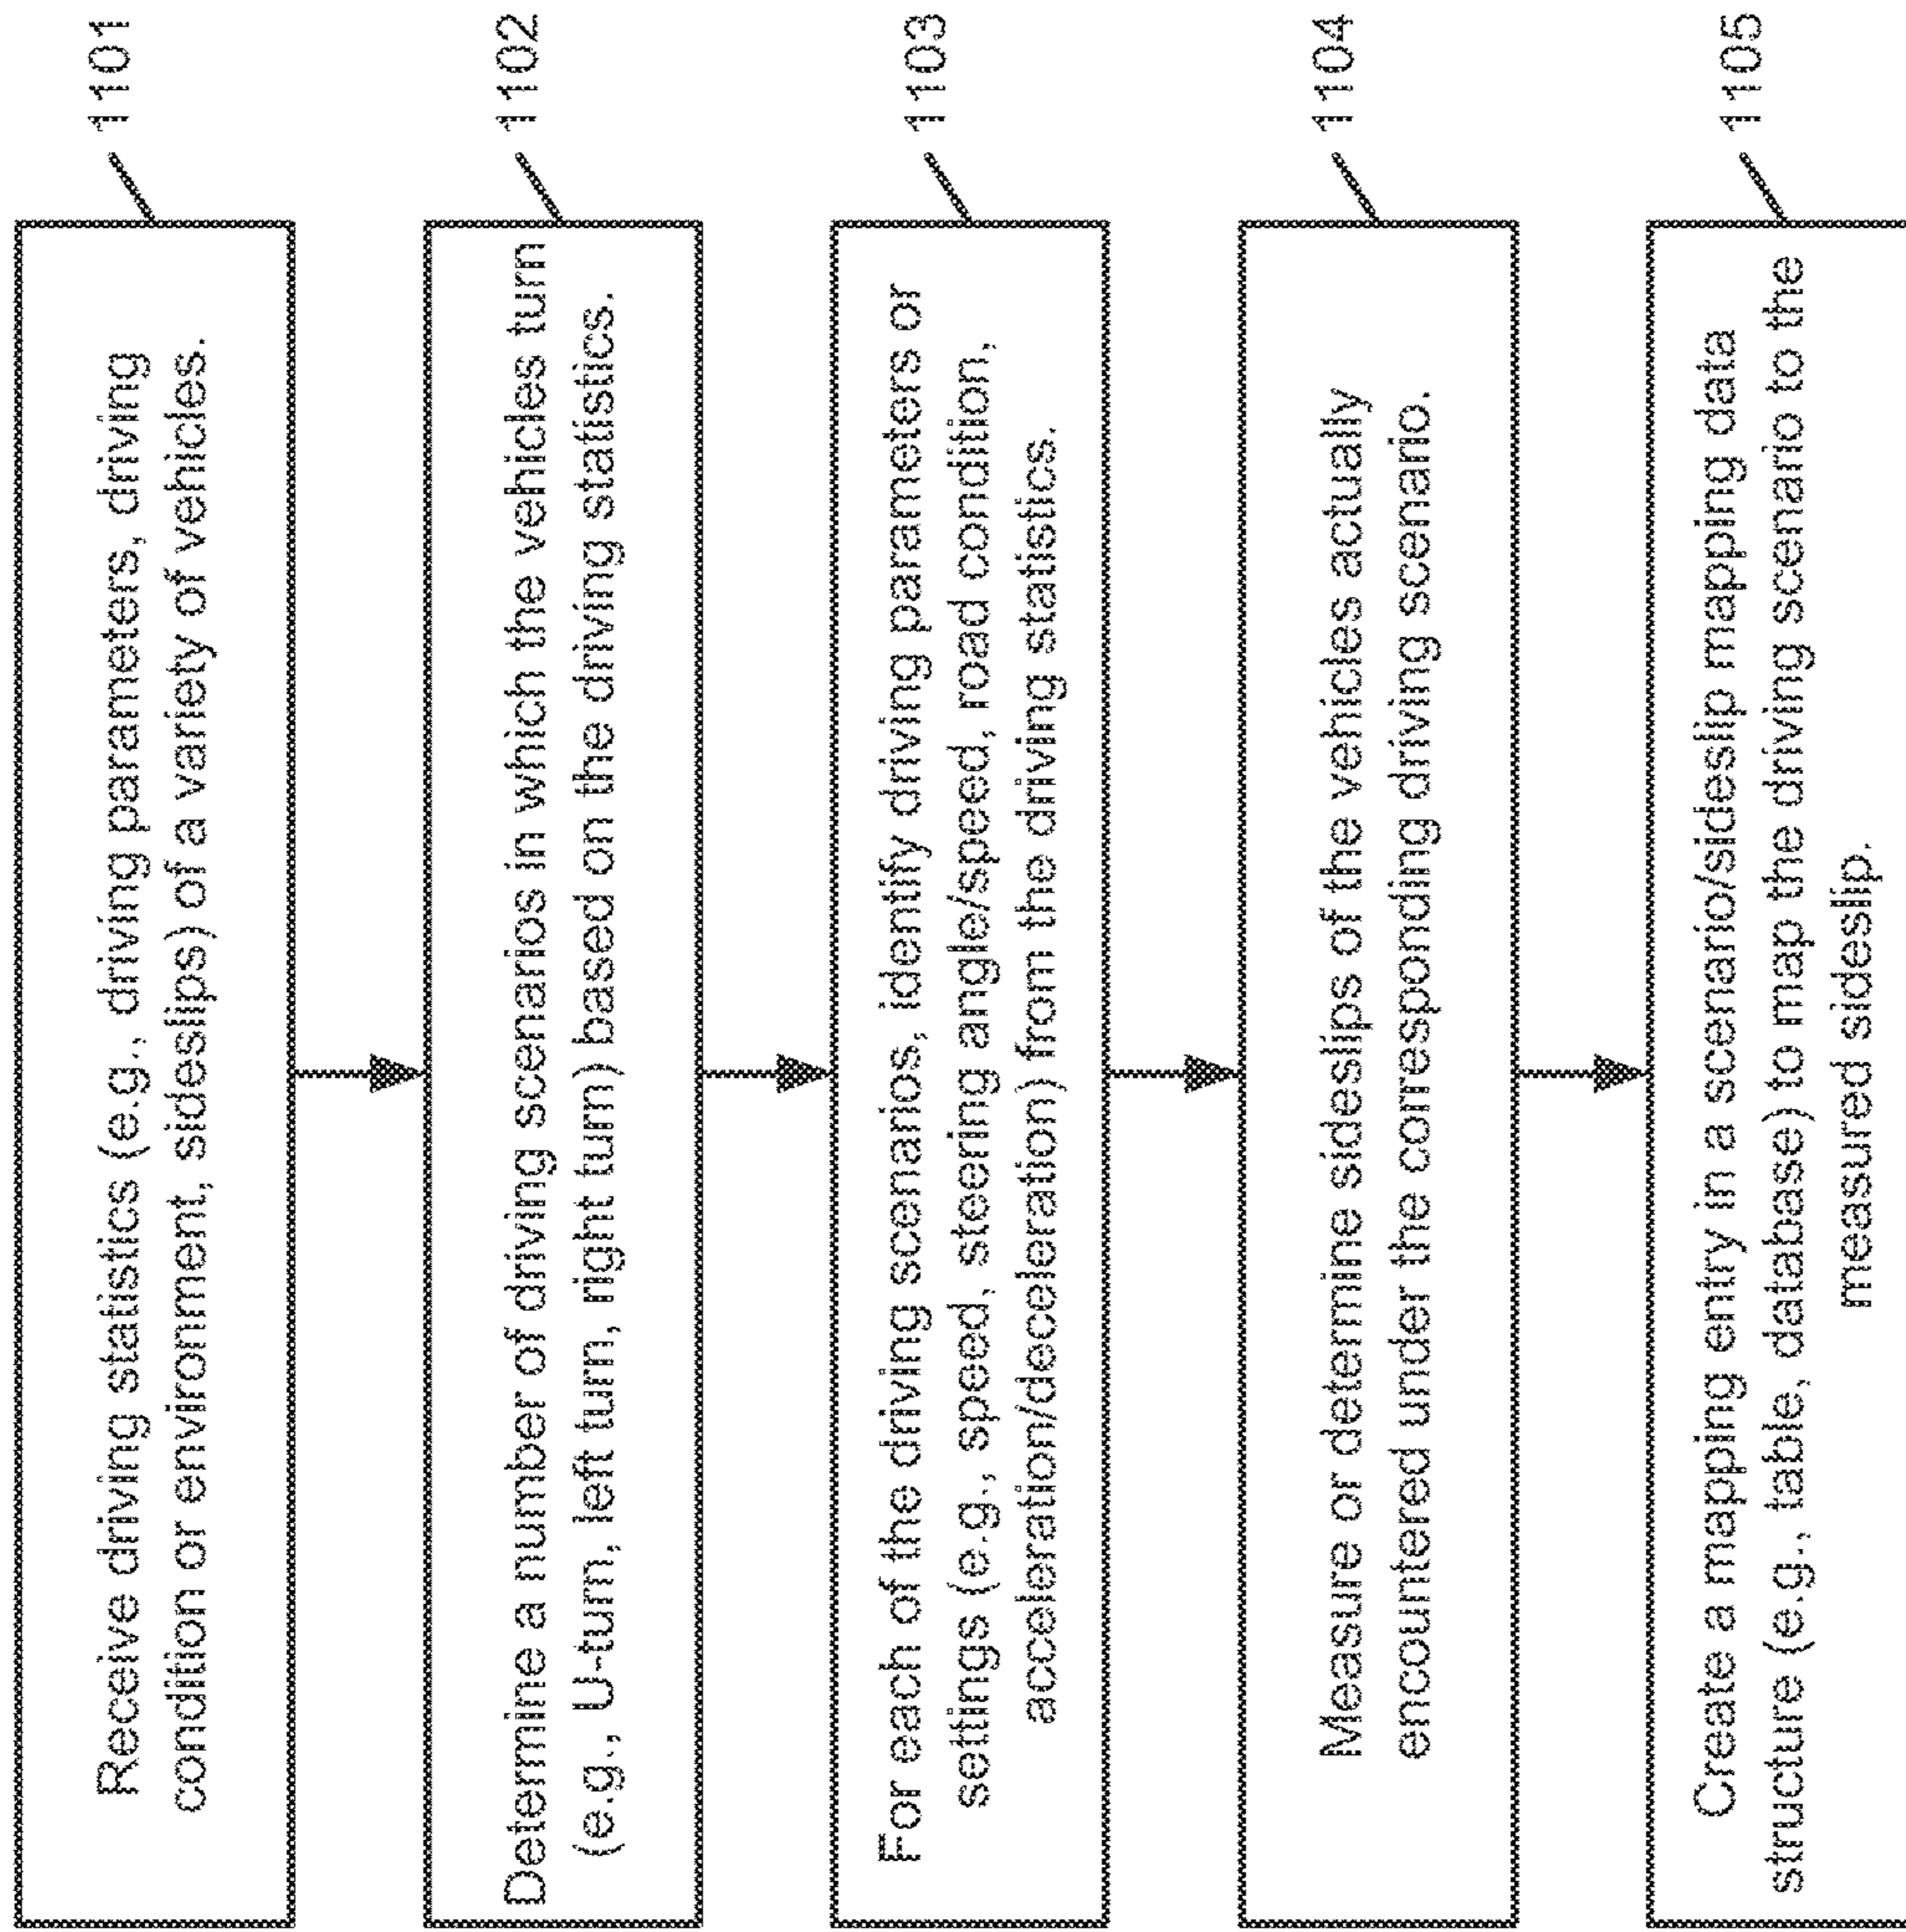 Receive driving statistics (e.g., driving parameters, driving
condition or environment, sideslips) of a variety of vehicles.
1101
Determine a number of driving scenarios in which the vehicles turn
(e.g., U-turn, left turn, right turn) based on the driving statistics.
1102
For each of the driving scenarios, identify driving parameters or
settings (e.g., speed, steering angle/speed, road condition,
acceleration/deceleration) from the driving statistics.
1103
Measure or determine sideslips of the vehicles actually
encountered under the corresponding driving scenario.
1104
Create a mapping entry in a scenario/sideslip mapping data
structure (e.g., table, database) to map the driving scenario to the
measured sideslip.
1105